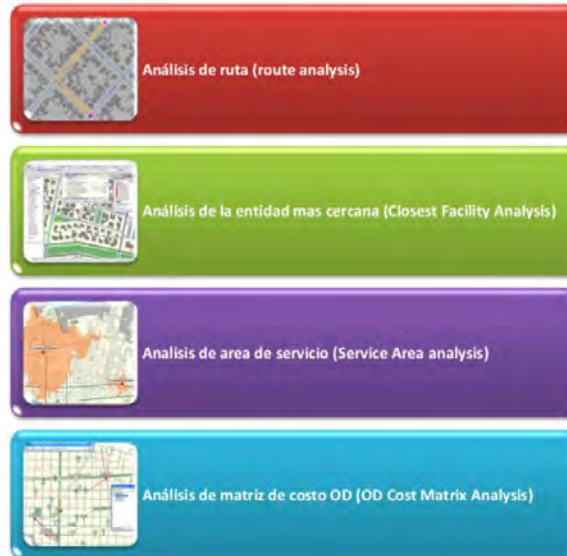 Análisis de ruta (route analysis)
Análisis de la entidad mas cercana (Closest Facility Analysis)
Analisis de area de servicio (Service Area analysis)
Análisis de matriz de costo OD (OD Cost Matrix Analysis)